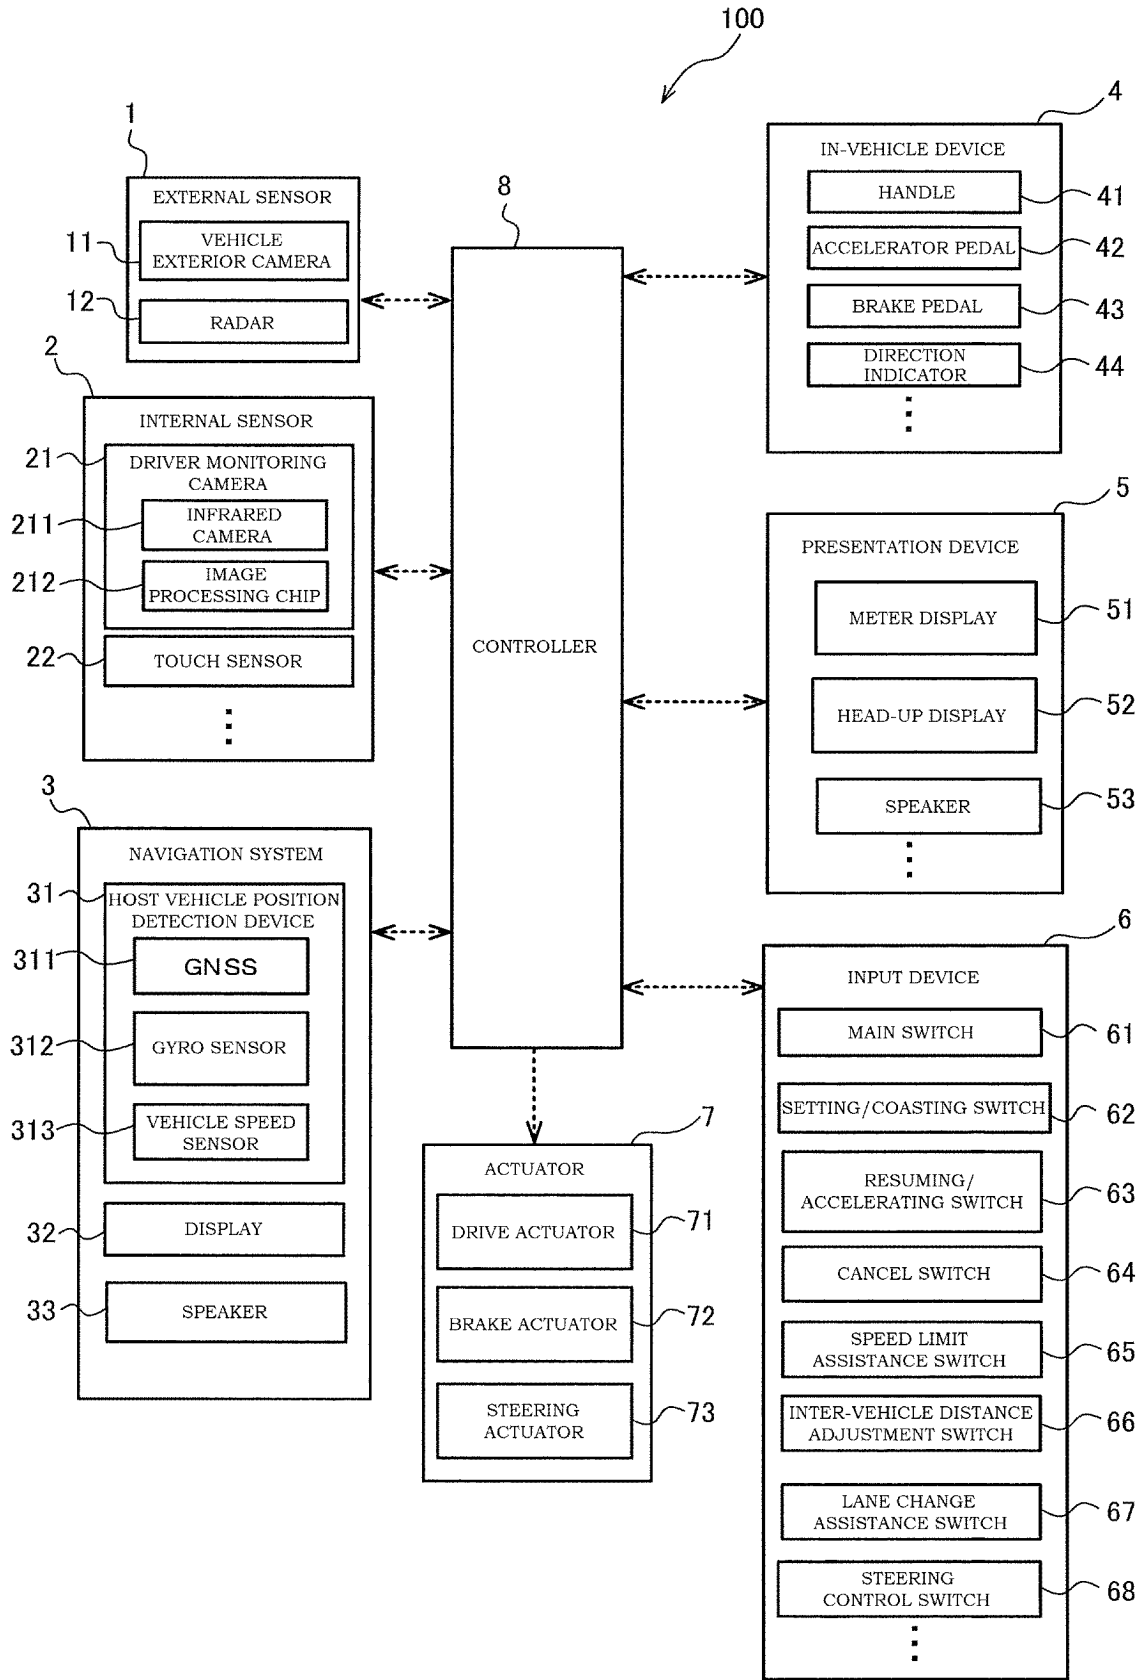 100
1
EXTERNAL SENSOR
11
VEHICLE
EXTERIOR CAMERA
12
RADAR
2
INTERNAL SENSOR
21
DRIVER MONITORING
CAMERA
211
INFRARED
CAMERA
212
IMAGE
PROCESSING CHIP
22
TOUCH SENSOR
3
NAVIGATION SYSTEM
31
HOST VEHICLE POSITION
DETECTION DEVICE
311
GNSS
312
GYRO SENSOR
313
VEHICLE SPEED
SENSOR
32
DISPLAY
33
SPEAKER
8
CONTROLLER
7
ACTUATOR
DRIVE ACTUATOR
71
BRAKE ACTUATOR
72
STEERING
ACTUATOR
73
4
IN-VEHICLE DEVICE
HANDLE
41
ACCELERATOR PEDAL
42
BRAKE PEDAL
43
DIRECTION
INDICATOR
44
5
PRESENTATION DEVICE
METER DISPLAY
51
HEAD-UP DISPLAY
52
SPEAKER
53
6
INPUT DEVICE
MAIN SWITCH
61
SETTING/COASTING SWITCH
62
RESUMING/
ACCELERATING SWITCH
63
CANCEL SWITCH
64
SPEED LIMIT
ASSISTANCE SWITCH
65
INTER-VEHICLE DISTANCE
ADJUSTMENT SWITCH
66
LANE CHANGE
ASSISTANCE SWITCH
67
STEERING
CONTROL SWITCH
68